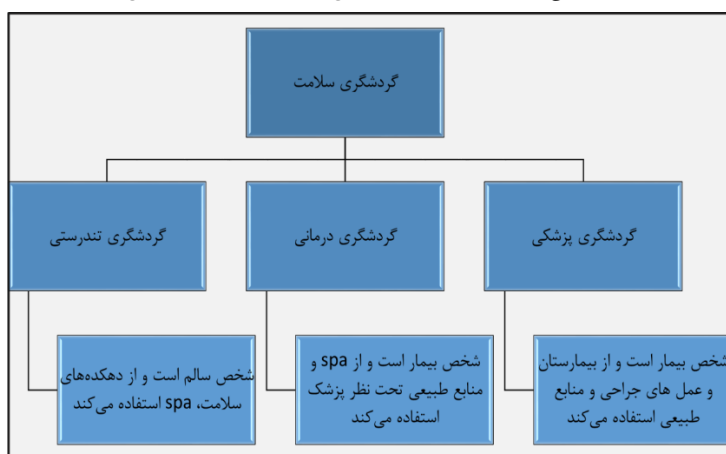 گردشگری سلامت
گردشگری پزشکی
گردشگری درمانی
گردشگری تندرستی
شخص بیمار است و از بیمارستان
و عمل های جراحی و منابع
طبیعی استفاده می‌کند
شخص بیمار است و از spa و
منابع طبیعی تحت نظر پزشک
استفاده می‌کند
شخص سالم است و از دهکده‌های
سلامت، spa استفاده می‌کند